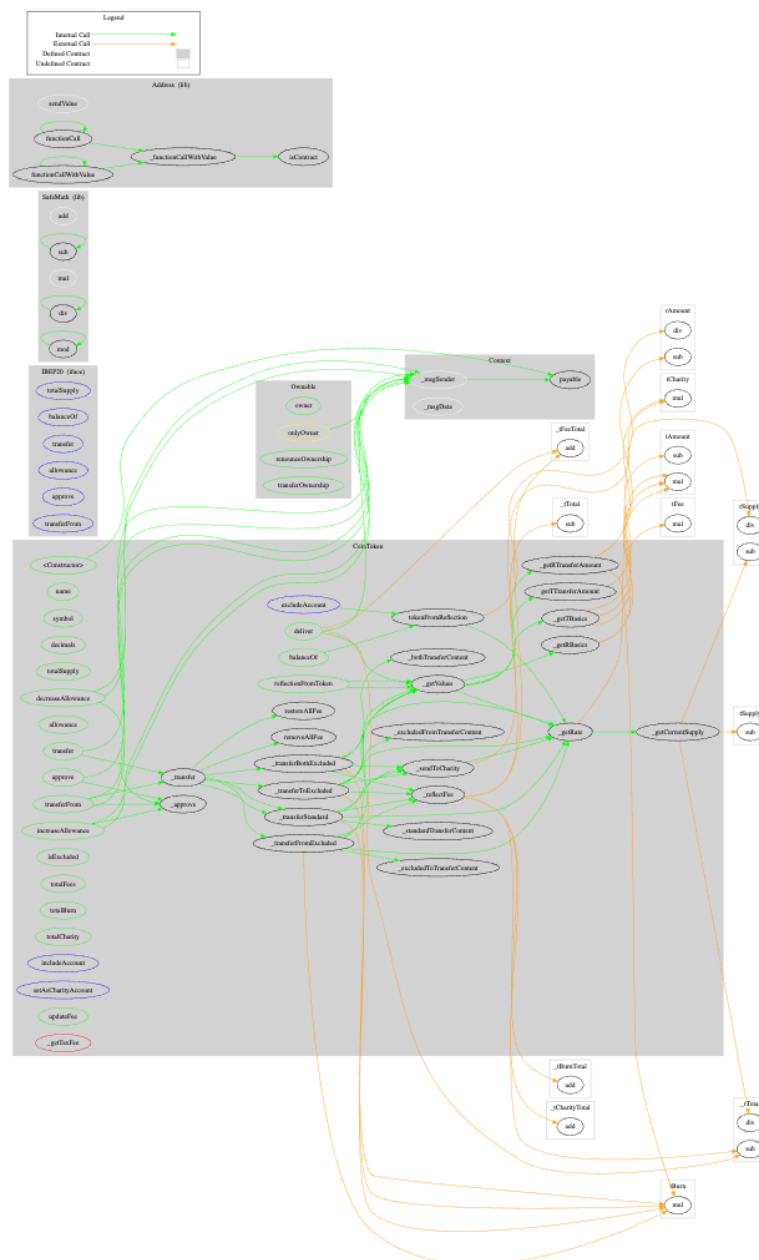 Legend
Internal Call
External Call
Defined Contract
Undefined Contract
Address (lib)
sendValue
functionCall
functionCallWithValue
_functionCallWithValue
isContract
SafeMath (lib)
add
sub
mul
div
mod
IBEP20 (iface)
totalSupply
balanceOf
transfer
allowance
approve
transferFrom
Ownable
owner
onlyOwner
renounceOwnership
transferOwnership
Context
_msgSender
payable
_msgData
rAmount
div
sub
tCharity
mul
_tFeeTotal
add
tAmount
sub
mul
_rTotal
sub
tFee
mul
tSupply
div
sub
CoinToken
<Constructor>
name
symbol
decimals
totalSupply
decreaseAllowance
allowance
transfer
approve
transferFrom
increaseAllowance
isExcluded
totalFees
totalBurn
totalCharity
includeAccount
setAsCharityAccount
updateFee
_getTaxFee
_transfer
_approve
excludeAccount
deliver
balanceOf
reflectionFromToken
restoreAllFee
removeAllFee
_transferBothExcluded
_transferToExcluded
_transferStandard
_transferFromExcluded
tokenFromReflection
_bothTransferContent
_getValues
_excludedFromTransferContent
_sendToCharity
_reflectFee
_standardTransferContent
_excludedToTransferContent
_getRTransferAmount
_getTTransferAmount
_getTBasics
_getRBasics
_getRate
_getCurrentSupply
sub
_tBurnTotal
add
_tCharityTotal
add
div
sub
tBurn
mul